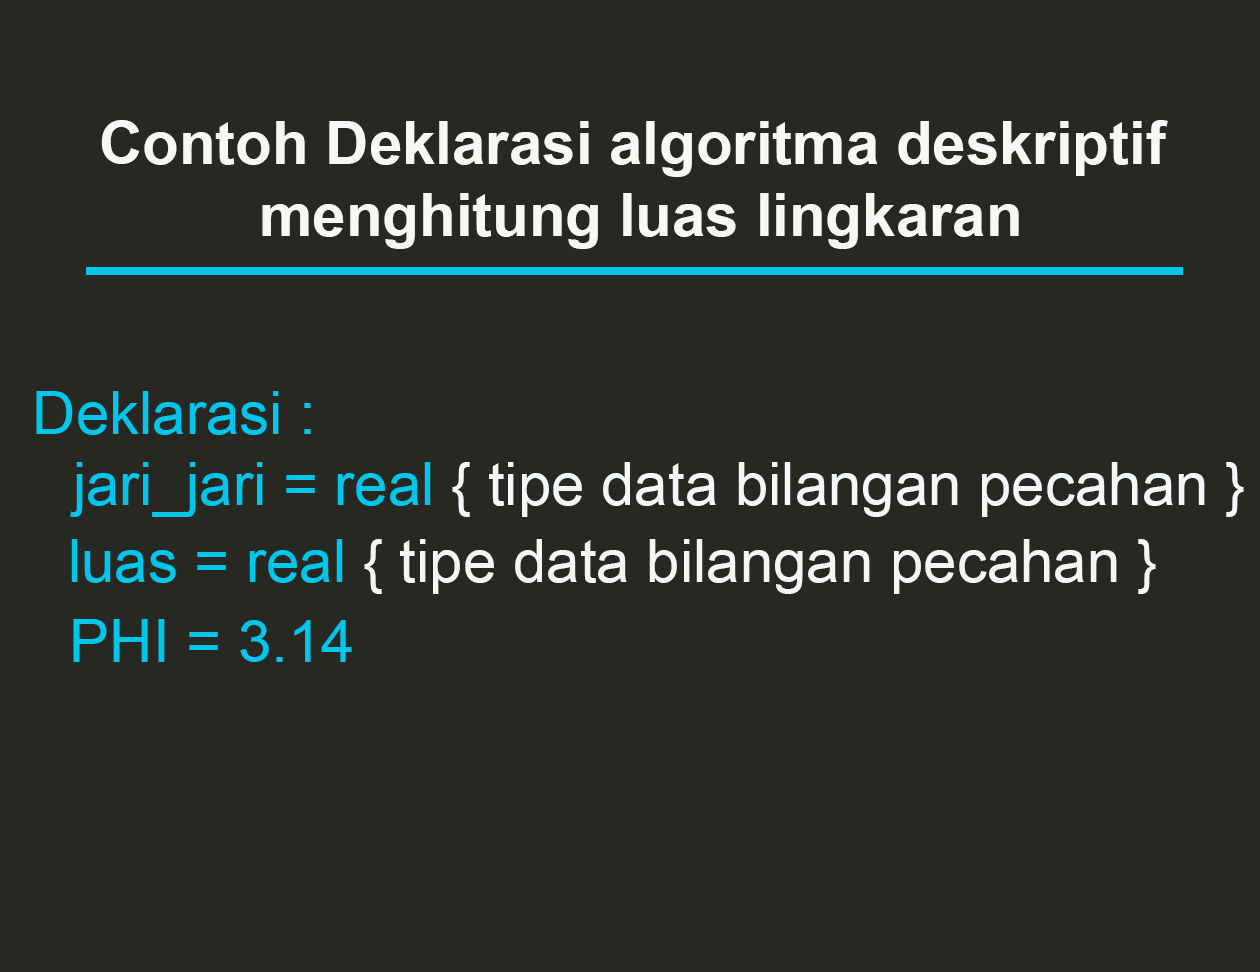 Contoh Deklarasi algoritma deskriptif
menghitung luas lingkaran
Deklarasi :
jari_jari = real { tipe data bilangan pecahan }
luas = real { tipe data bilangan pecahan }
PHI = 3.14